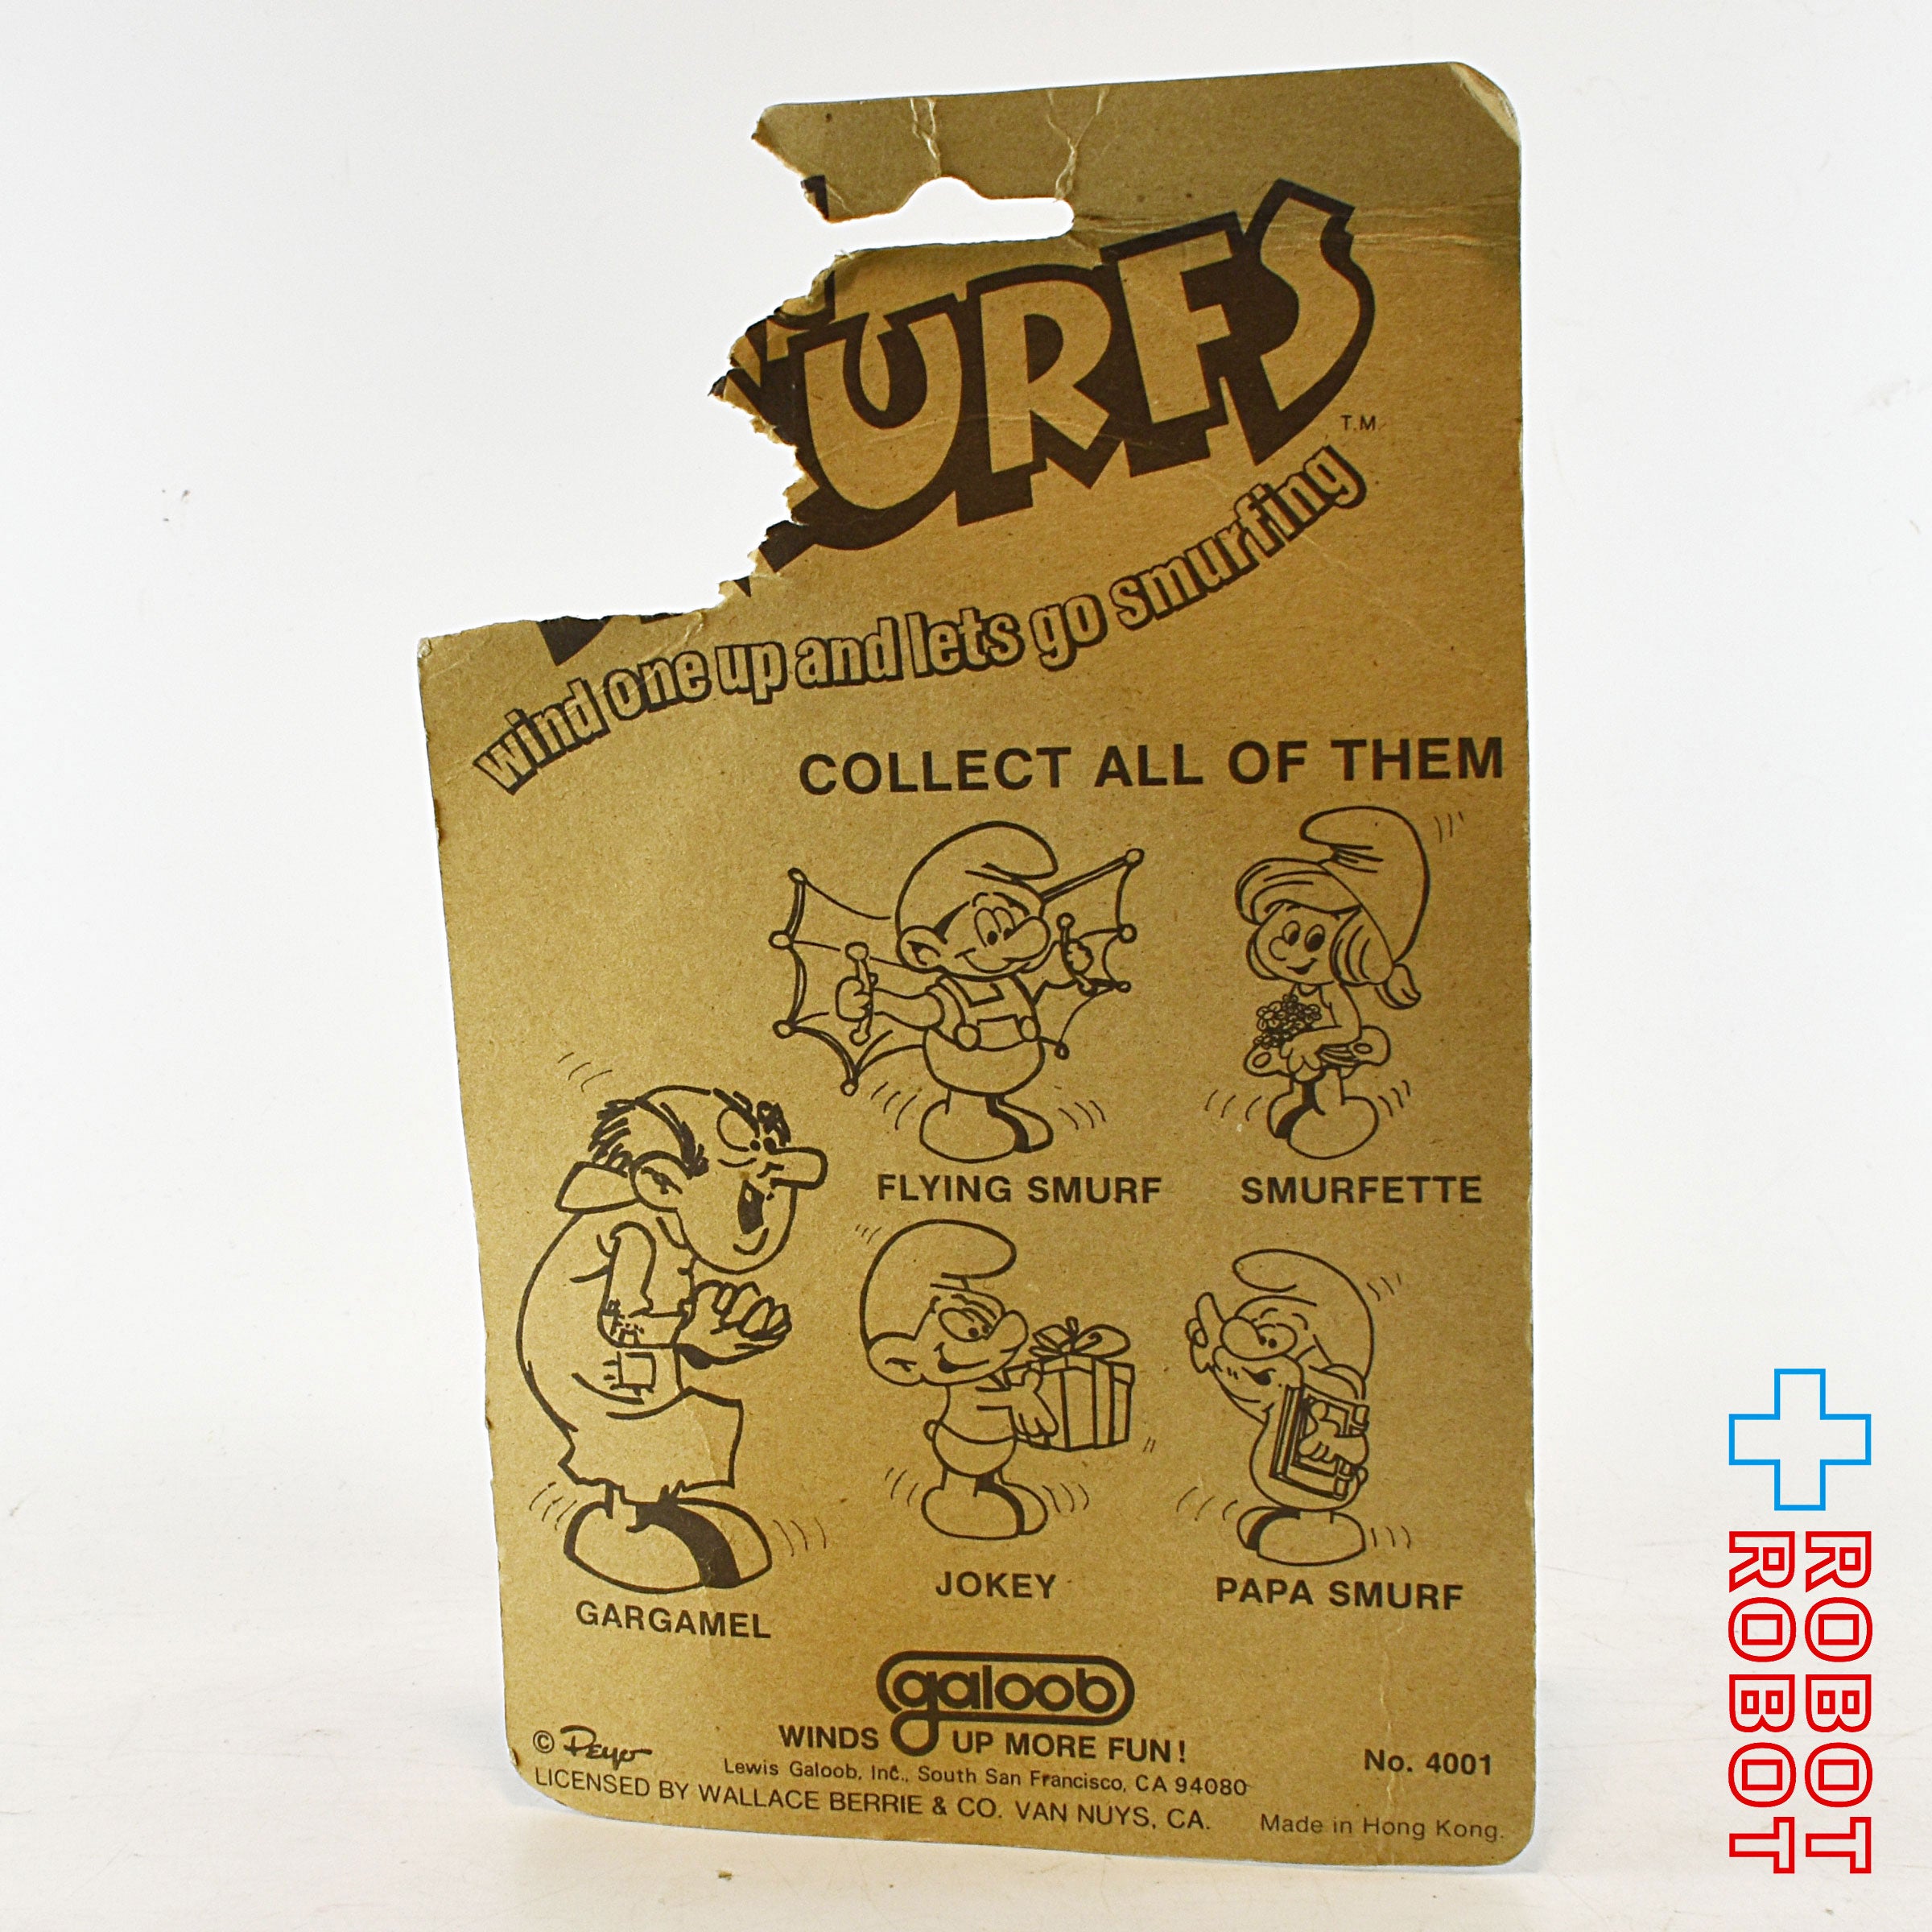 URFS
T.M.
wind one up and lets go smurfing
COLLECT ALL OF THEM
FLYING SMURF
SMURFETTE
GARGAMEL
JOKEY
PAPA SMURF
galoob
WINDS UP MORE FUN!
© Peyo
No. 4001
Lewis Galoob, Inc., South San Francisco, CA 94080
LICENSED BY WALLACE BERRIE & CO. VAN NUYS, CA.
Made in Hong Kong.
ROBOT
ROBOT